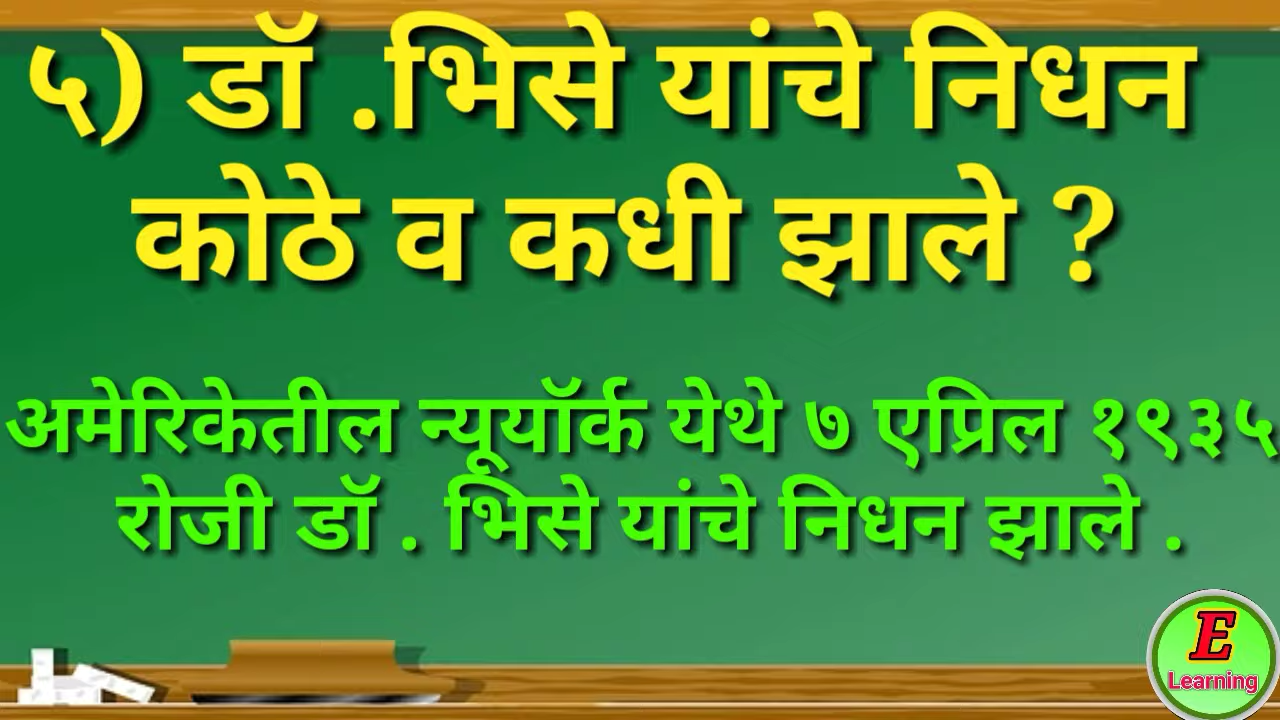 ५) डॉ .भिसे यांचे निधन
कोठे व कधी झाले ?
अमेरिकेतील न्यूयॉर्क येथे ७ एप्रिल १९३५
रोजी डॉ . भिसे यांचे निधन झाले .
E
Learning